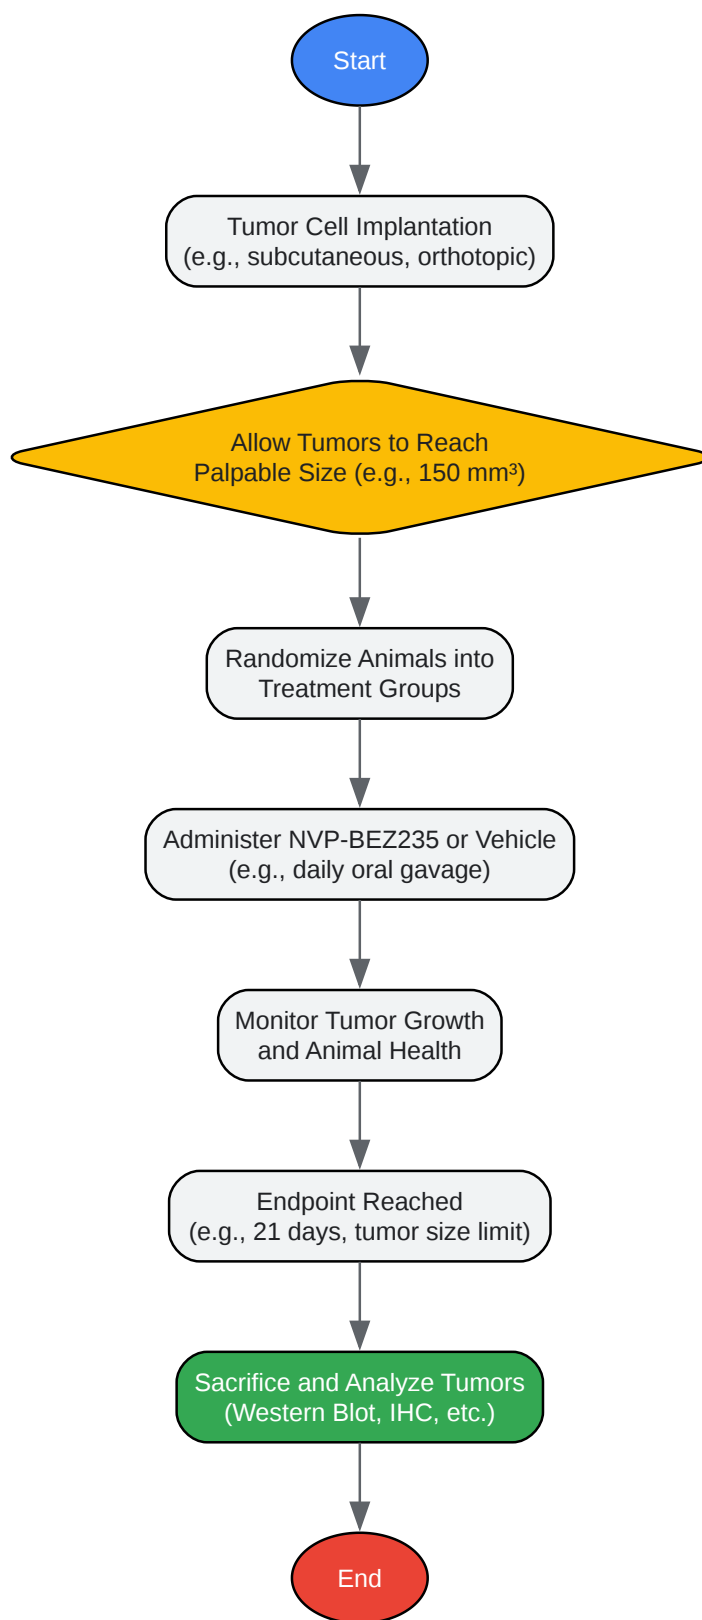 Start
Tumor Cell Implantation
(e.g., subcutaneous, orthotopic)
Allow Tumors to Reach
Palpable Size (e.g., 150 mm³)
Randomize Animals into
Treatment Groups
Administer NVP-BEZ235 or Vehicle
(e.g., daily oral gavage)
Monitor Tumor Growth
and Animal Health
Endpoint Reached
(e.g., 21 days, tumor size limit)
Sacrifice and Analyze Tumors
(Western Blot, IHC, etc.)
End